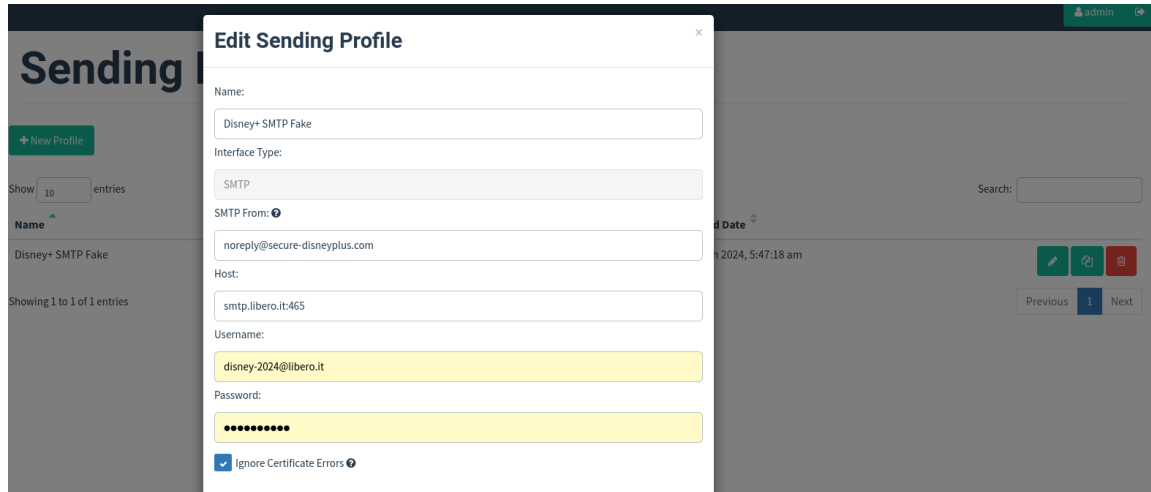 admin
Edit Sending Profile
×
Sending
Name:
Disney+ SMTP Fake
New Profile
Interface Type:
SMTP
Show 10 entries
Search:
SMTP From:
Name
d Date
noreply@secure-disneyplus.com
Disney+ SMTP Fake
h 2024, 5:47:18 am
Host:
Showing 1 to 1 of 1 entries
smtp.libero.it:465
Previous 1 Next
Username:
disney-2024@libero.it
Password:
••••••••••
Ignore Certificate Errors